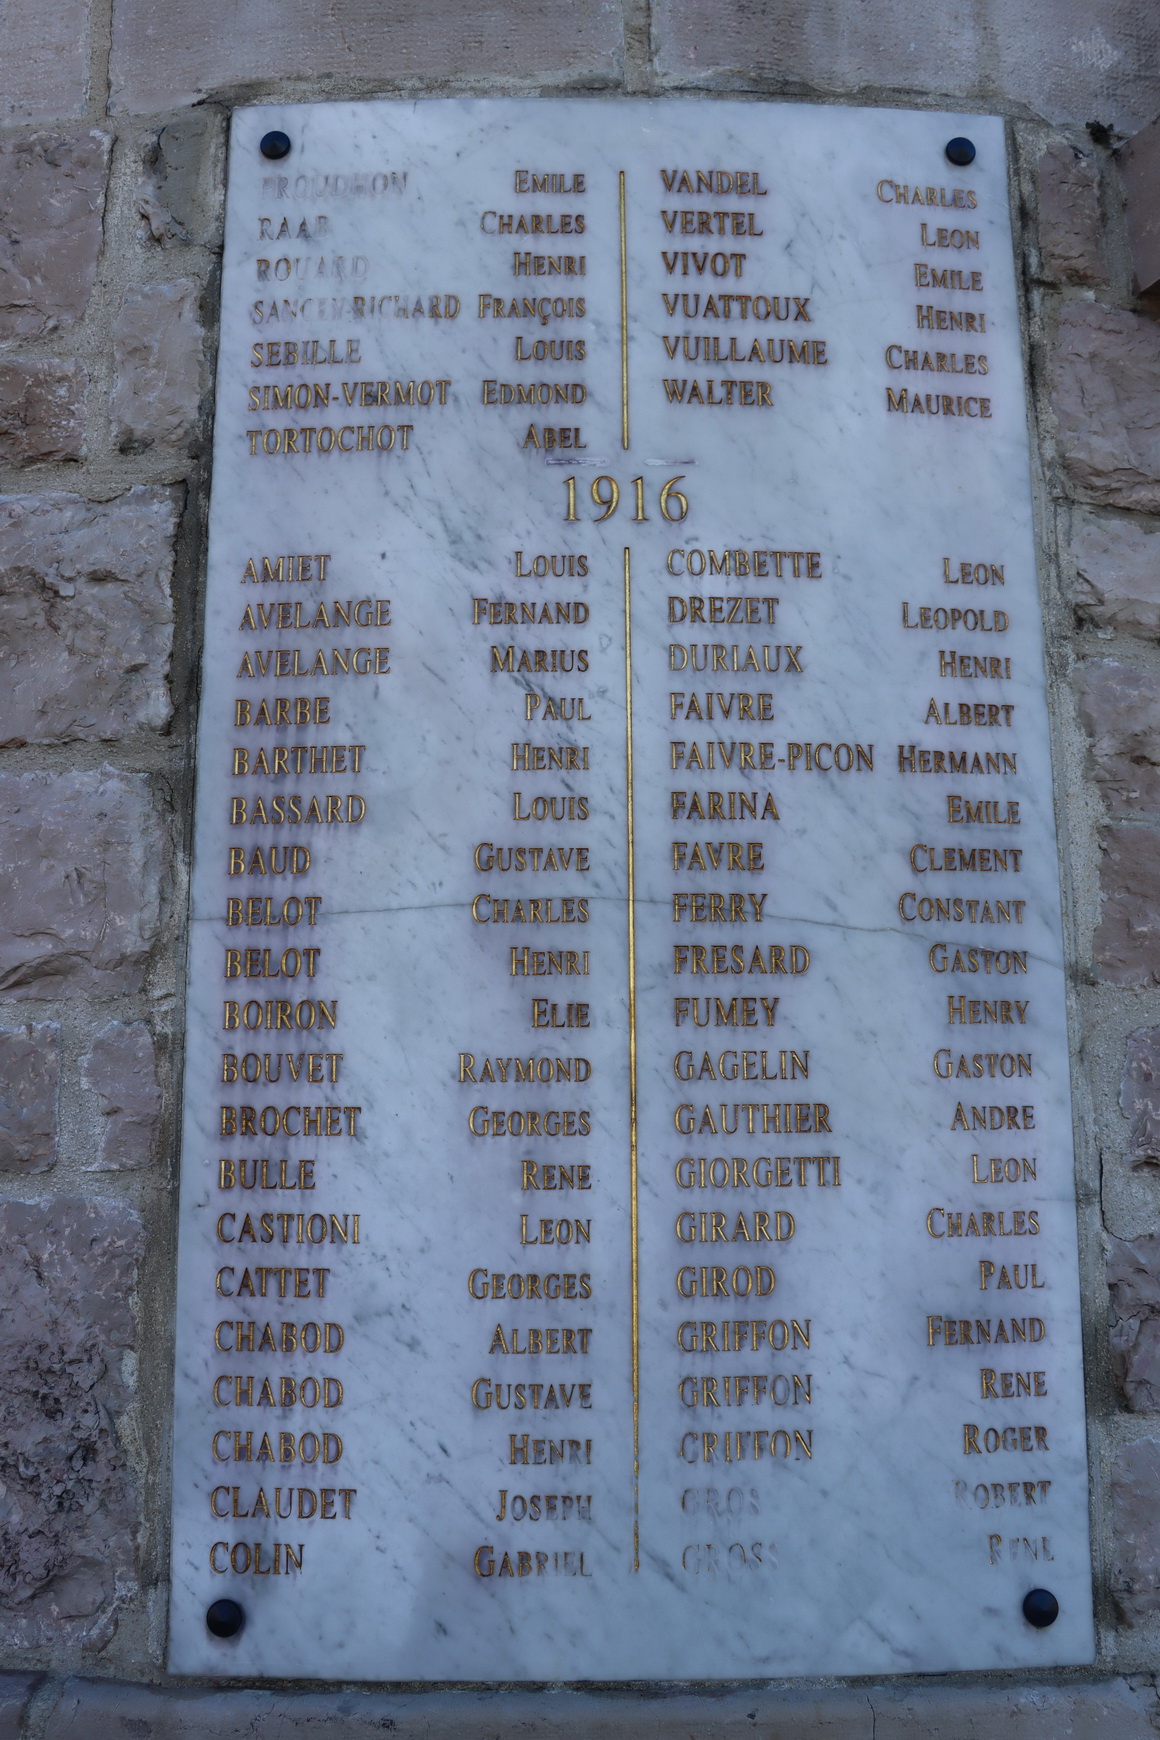 PROUDHON EMILE
RAAB CHARLES
ROUARD HENRI
SANCEY-RICHARD FRANÇOIS
SEBILLE LOUIS
SIMON-VERMOT EDMOND
TORTOCHOT ABEL
VANDEL CHARLES
VERTEL LEON
VIVOT EMILE
VUATTOUX HENRI
VUILLAUME CHARLES
WALTER MAURICE
1916
AMIET LOUIS
AVELANGE FERNAND
AVELANGE MARIUS
BARBE PAUL
BARTHET HENRI
BASSARD LOUIS
BAUD GUSTAVE
BELOT CHARLES
BELOT HENRI
BOIRON ELIE
BOUVET RAYMOND
BROCHET GEORGES
BULLE RENE
CASTIONI LEON
CATTET GEORGES
CHABOD ALBERT
CHABOD GUSTAVE
CHABOD HENRI
CLAUDET JOSEPH
COLIN GABRIEL
COMBETTE LEON
DREZET LEOPOLD
DURIAUX HENRI
FAIVRE ALBERT
FAIVRE-PICON HERMANN
FARINA EMILE
FAVRE CLEMENT
FERRY CONSTANT
FRESARD GASTON
FUMEY HENRY
GAGELIN GASTON
GAUTHIER ANDRE
GIORGETTI LEON
GIRARD CHARLES
GIROD PAUL
GRIFFON FERNAND
GRIFFON RENE
GRIFFON ROGER
GROS ROBERT
GROSS RENE